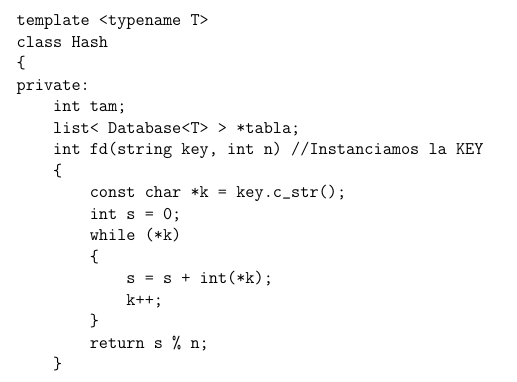 template <typename T>
class Hash
{
private:
    int tam;
    list< Database<T> > *tabla;
    int fd(string key, int n) //Instanciamos la KEY
    {
        const char *k = key.c_str();
        int s = 0;
        while (*k)
        {
            s = s + int(*k);
            k++;
        }
        return s % n;
    }